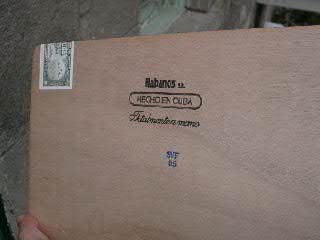 Habanos s.a.
HECHO EN CUBA
Totalmente a mano